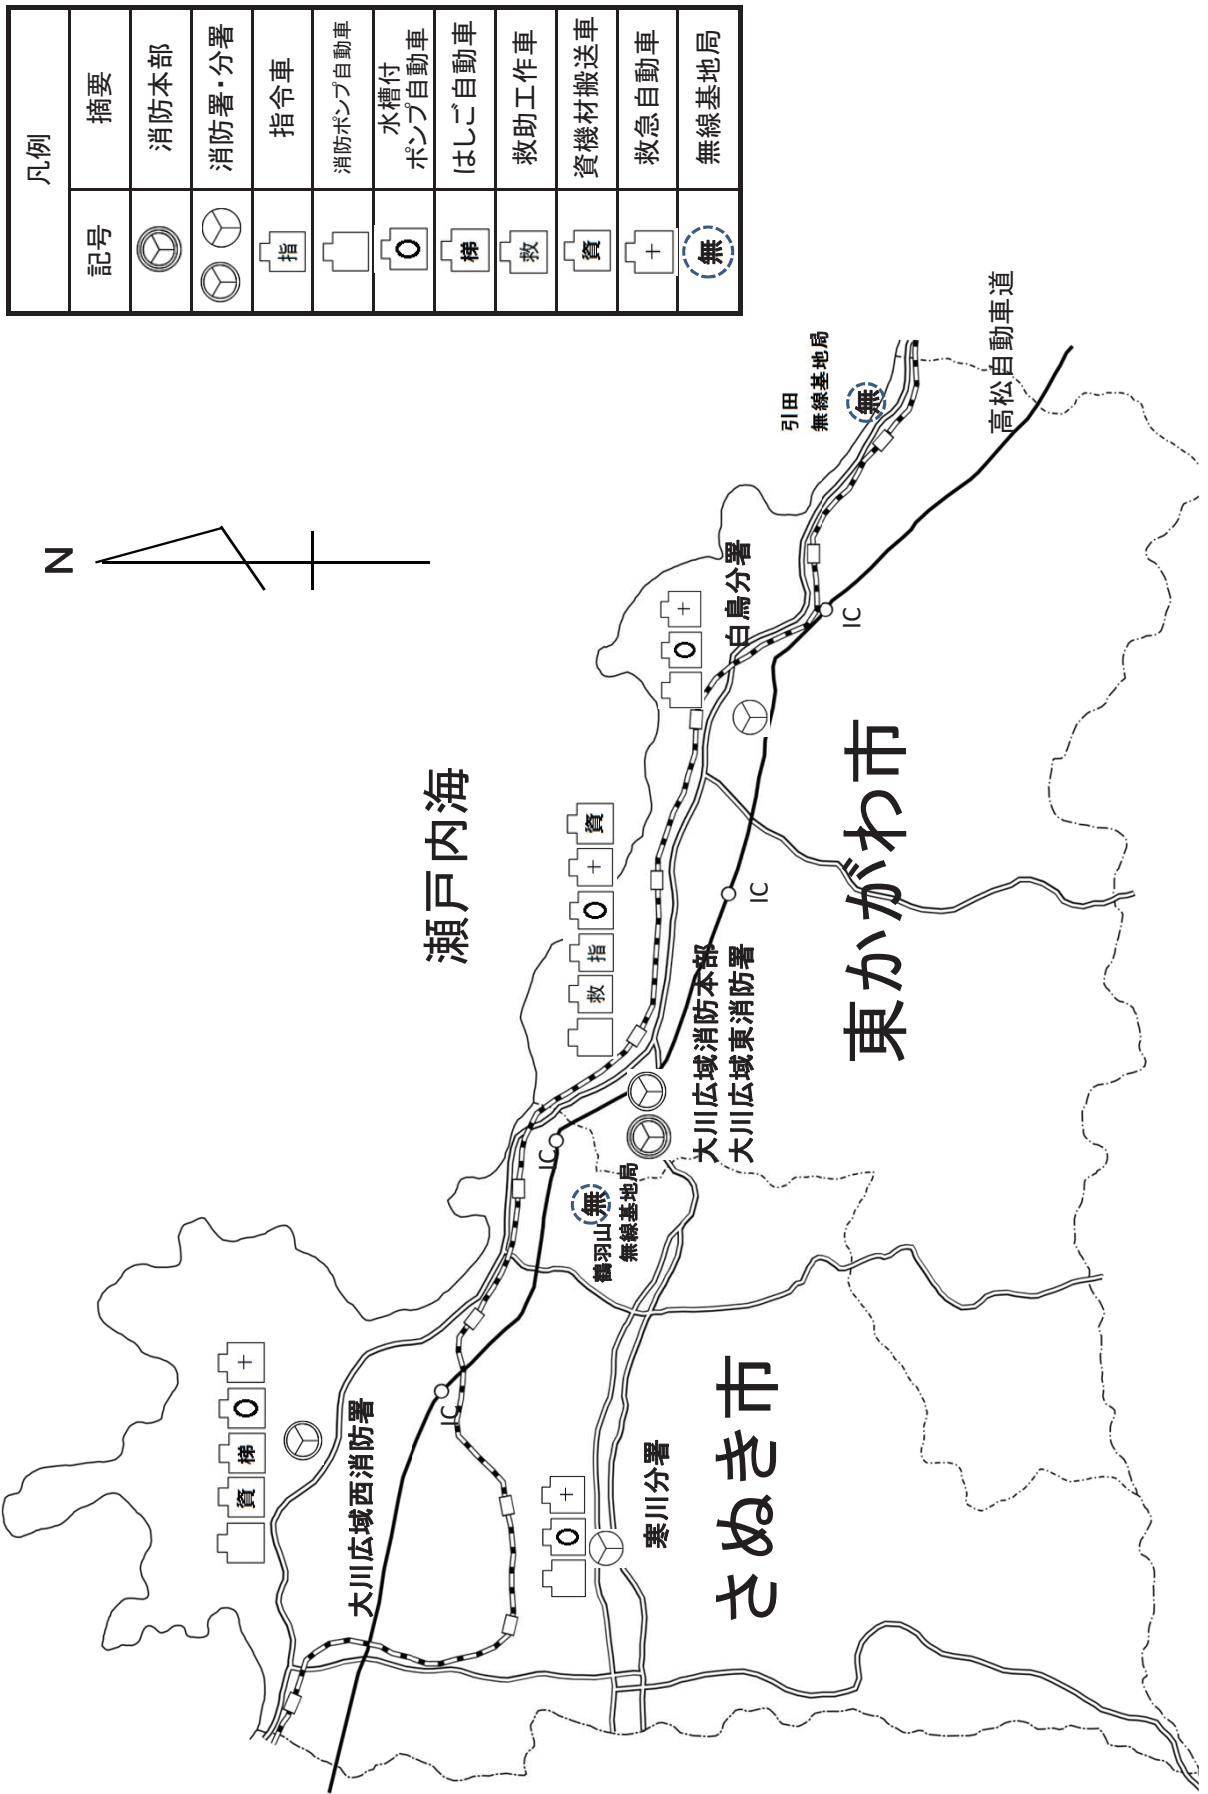 凡例
記号 摘要
消防本部
消防署・分署
指 指令車
消防ポンプ自動車
水槽付
ポンプ自動車
梯 はしご自動車
救 救助工作車
資 資機材搬送車
救急自動車
無 無線基地局
N
瀬戸内海
資 梯
大川広域西消防署
IC
寒川分署
さぬき市
IC
無
鶴羽山
無線基地局
救 指 資
大川広域消防本部
大川広域東消防署
IC
東かがわ市
白鳥分署
IC
引田
無線基地局
無
高松自動車道